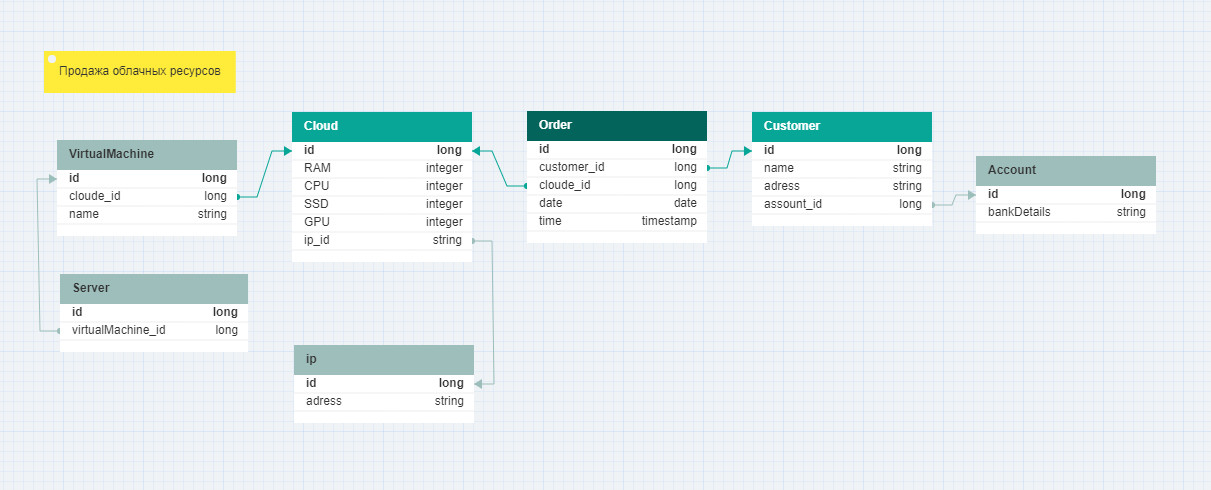 Продажа облачных ресурсов
VirtualMachine
id long
cloude_id long
name string
Server
id long
virtualMachine_id long
Cloud
id long
RAM integer
CPU integer
SSD integer
GPU integer
ip_id string
ip
id long
adress string
Order
id long
customer_id long
cloude_id long
date date
time timestamp
Customer
id long
name string
adress string
assount_id long
Account
id long
bankDetails string